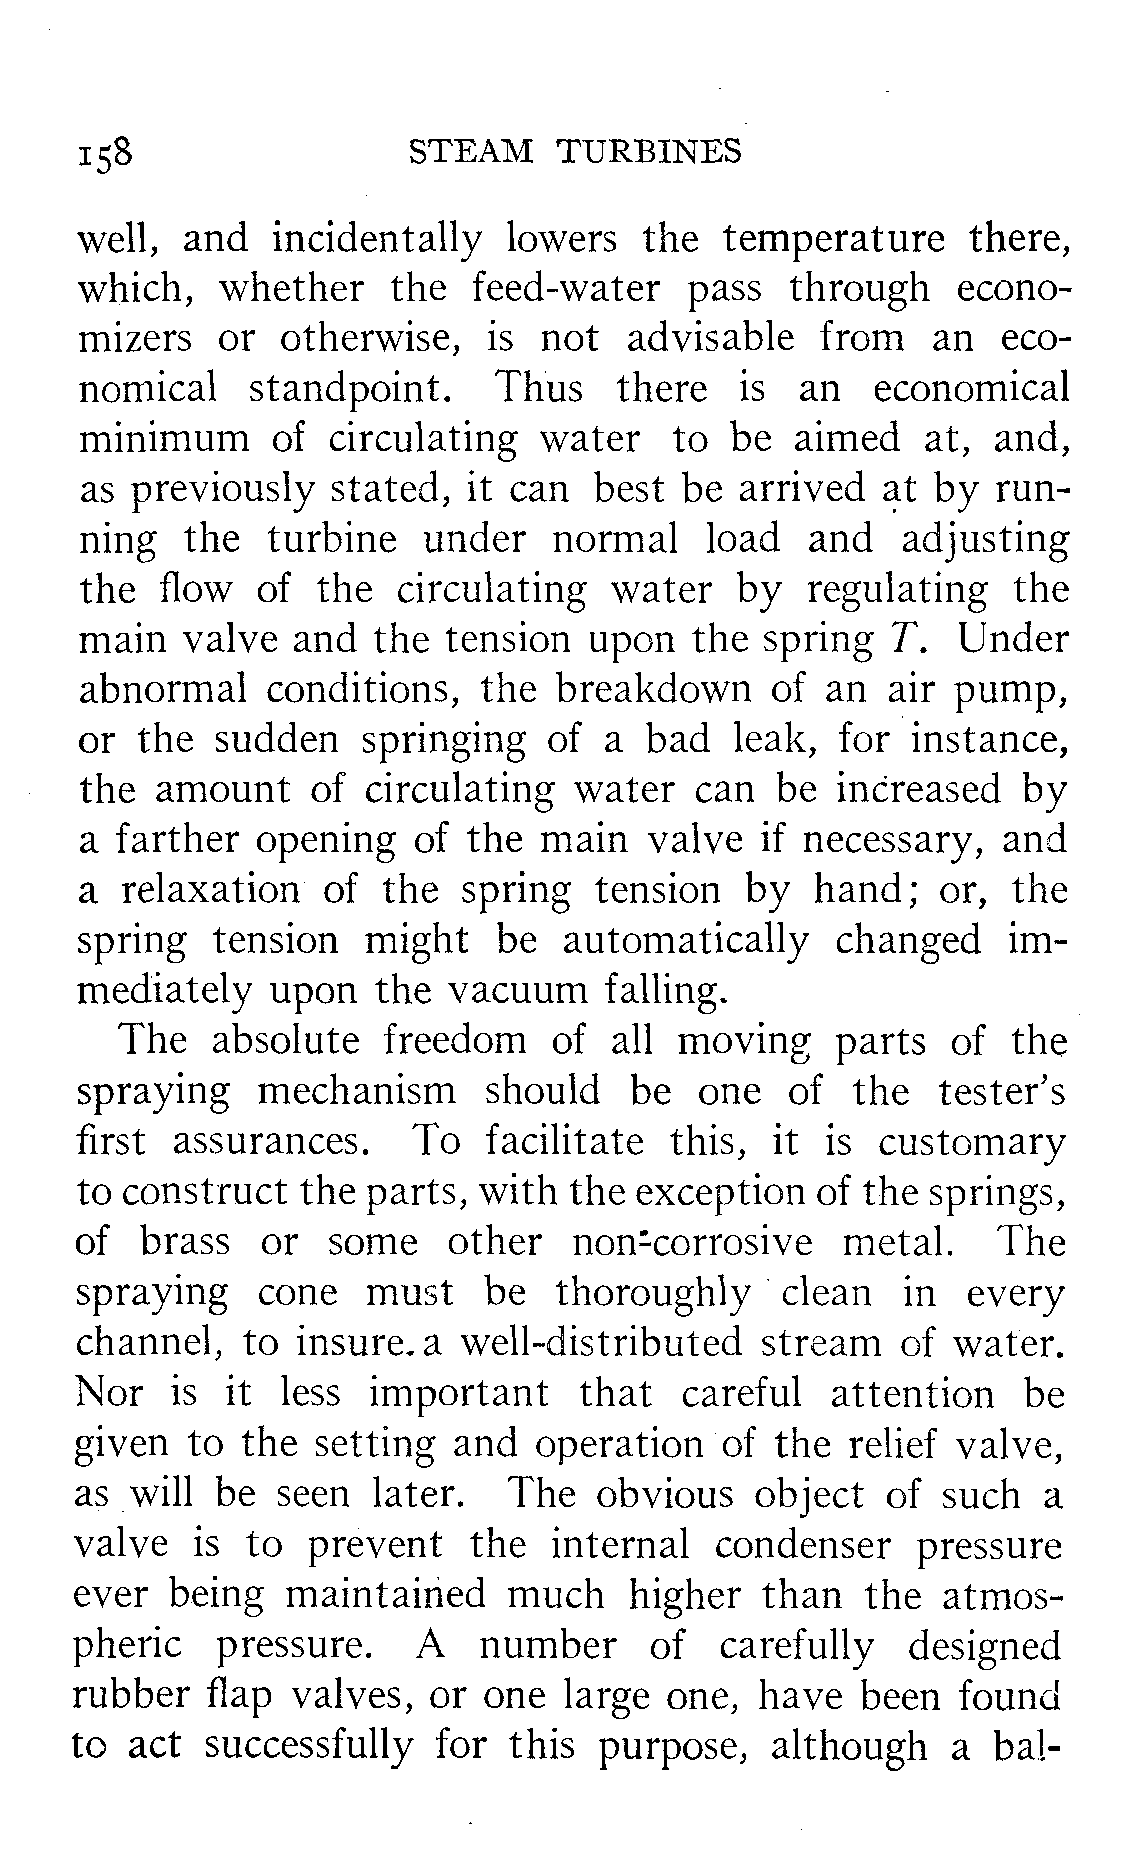 158 STEAM TURBINES
well, and incidentally lowers the temperature there,
which, whether the feed-water pass through econo-
mizers or otherwise, is not advisable from an eco-
nomical standpoint. Thus there is an economical
minimum of circulating water to be aimed at, and,
as previously stated, it can best be arrived at by run-
ning the turbine under normal load and adjusting
the flow of the circulating water by regulating the
main valve and the tension upon the spring T. Under
abnormal conditions, the breakdown of an air pump,
or the sudden springing of a bad leak, for instance,
the amount of circulating water can be increased by
a farther opening of the main valve if necessary, and
a relaxation of the spring tension by hand; or, the
spring tension might be automatically changed im-
mediately upon the vacuum falling.
The absolute freedom of all moving parts of the
spraying mechanism should be one of the tester's
first assurances. To facilitate this, it is customary
to construct the parts, with the exception of the springs,
of brass or some other non-corrosive metal. The
spraying cone must be thoroughly clean in every
channel, to insure a well-distributed stream of water.
Nor is it less important that careful attention be
given to the setting and operation of the relief valve,
as will be seen later. The obvious object of such a
valve is to prevent the internal condenser pressure
ever being maintained much higher than the atmos-
pheric pressure. A number of carefully designed
rubber flap valves, or one large one, have been found
to act successfully for this purpose, although a bal-